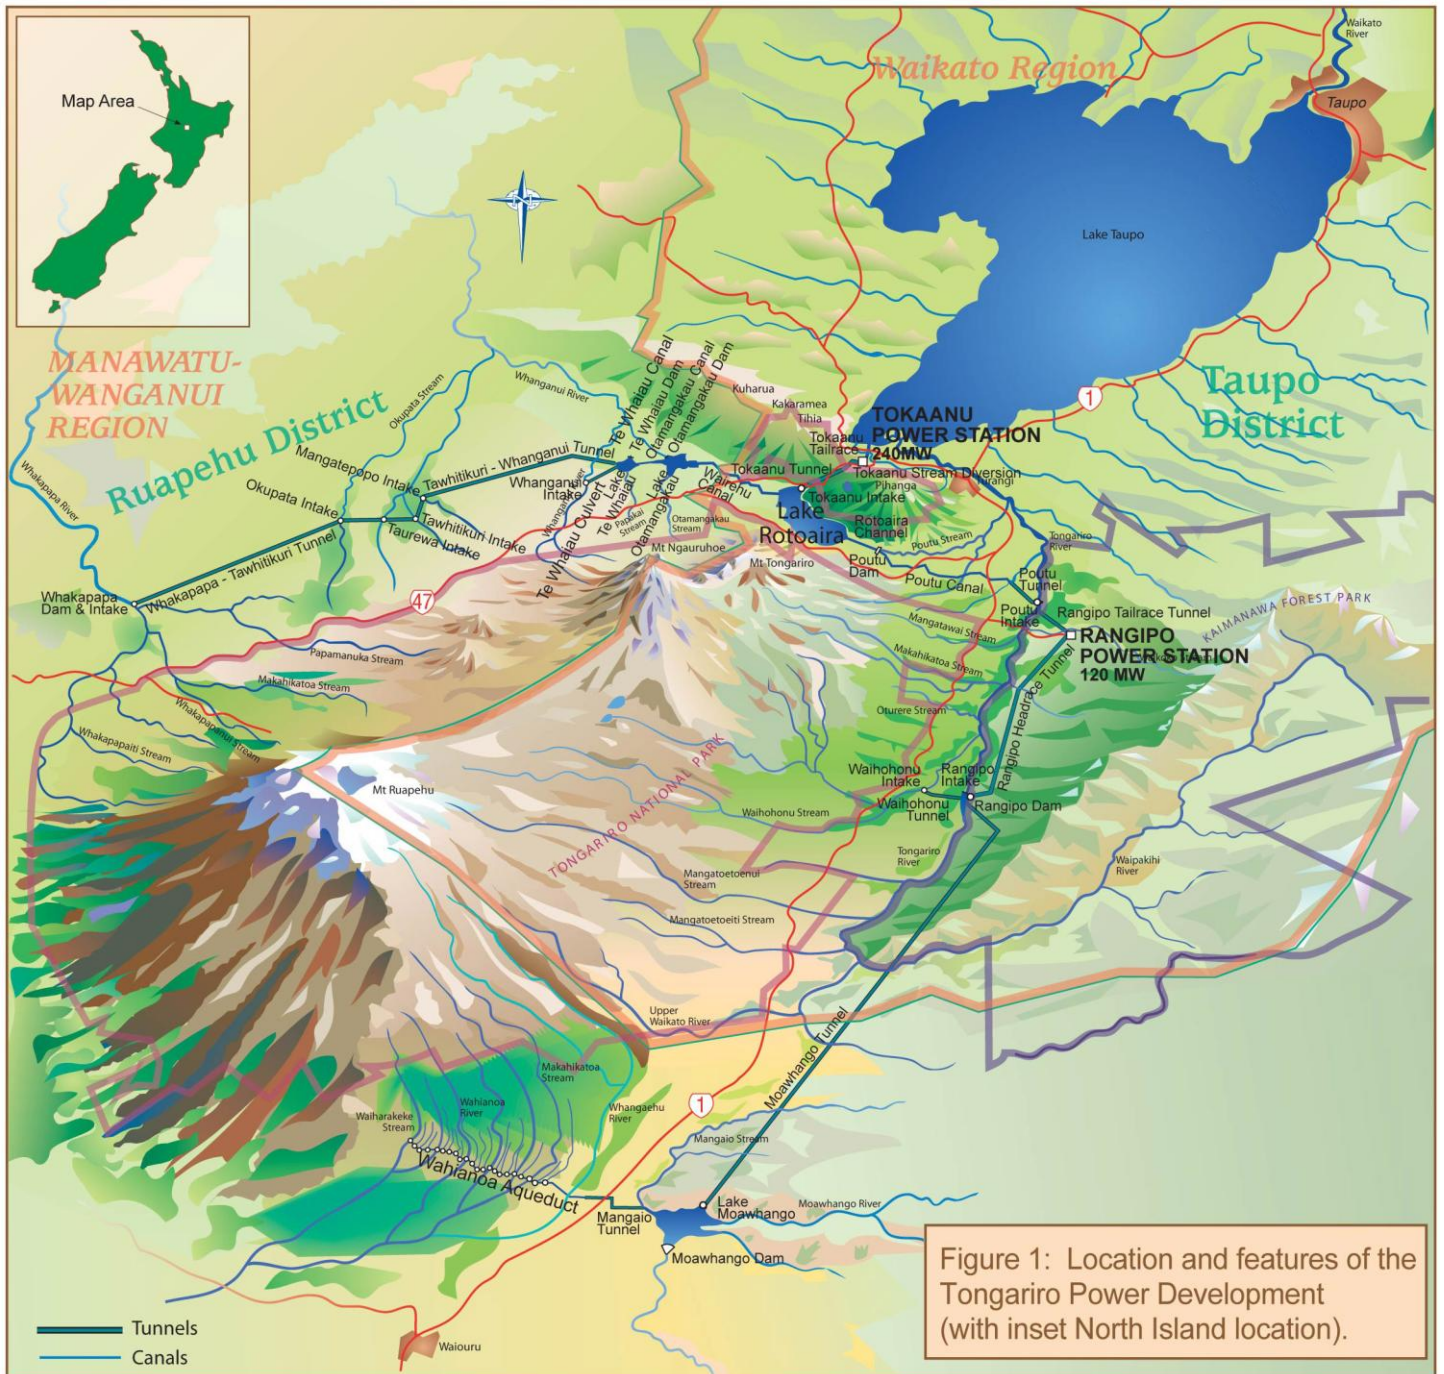 Map Area
N
Waikato Region
Waikato
River
Taupo
Lake Taupo
MANAWATU-
WANGANUI
REGION
Ruapehu District
Taupo
District
1
Whakapapa River
Okupata Stream
Whanganui River
Te Whaiau Canal
Te Whaiau Dam
Otamangakau Canal
Otamangakau Dam
Kuharua
Kakaramea
Tihia
TOKAANU
POWER STATION
240MW
Tokaanu
Tailrace
Tokaanu Tunnel
Tokaanu Stream Diversion
Pihanga
Turangi
Tokaanu Intake
Mangatepopo Intake
Tawhitikuri - Whanganui Tunnel
Okupata Intake
Whanganui
Intake
Whanganui River
Te Whaiau Culvert
Lake
Te Whaiau
Lake
Otamangakau
Wairehu
Canal
Papakai
Stream
Otamangakau
Stream
Lake
Rotoaira
Rotoaira
Channel
Tawhitikuri Intake
Taurewa Intake
Whakapapa - Tawhitikuri Tunnel
Whakapapa
Dam & Intake
Mt Ngauruhoe
Mt Tongariro
Poutu Stream
Poutu
Dam
Poutu Canal
Tongariro
River
Poutu
Tunnel
Poutu
Intake
Rangipo Tailrace Tunnel
KAIMANAWA FOREST PARK
RANGIPO
POWER STATION
120 MW
47
Papamanuka Stream
Makahikatoa Stream
Whakapapanui Stream
Whakapapaiti Stream
Mangatawai Stream
Makahikatoa Stream
Oturere Stream
Rangipo Headrace Tunnel
Mt Ruapehu
TONGARIRO NATIONAL PARK
Waihohonu
Intake
Rangipo
Intake
Waihohonu
Tunnel
Rangipo Dam
Waihohonu Stream
Tongariro
River
Waipakihi
River
Mangatoetoenui
Stream
Mangatoetoeiti Stream
Upper
Waikato River
Moawhango Tunnel
Makahikatoa
Stream
Wahianoa
River
Waiharakeke
Stream
Whangaehu
River
1
Mangaio Stream
Wahianoa Aqueduct
Mangaio
Tunnel
Lake
Moawhango
Moawhango River
Moawhango Dam
Waiouru
Tunnels
Canals
Figure 1: Location and features of the
Tongariro Power Development
(with inset North Island location).